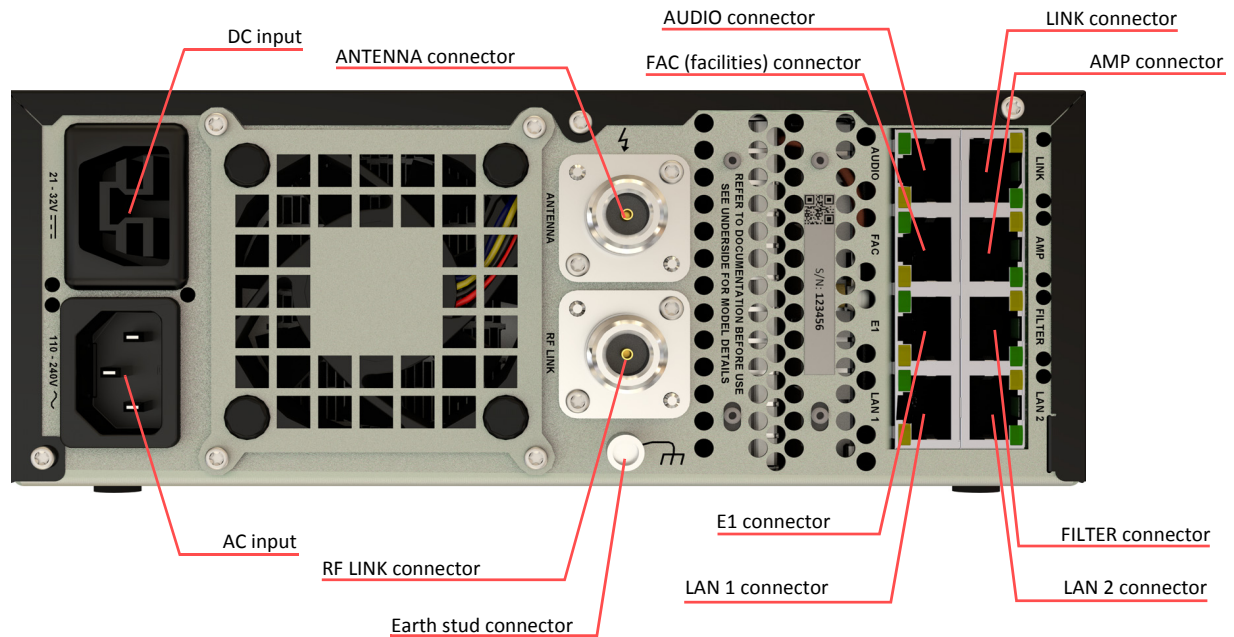 AUDIO connector
LINK connector
DC input
ANTENNA connector
FAC (facilities) connector
AMP connector
21 - 32V
110 - 240V
ANTENNA
RF LINK
REFER TO DOCUMENTATION BEFORE USE
SEE UNDERSIDE FOR MODEL DETAILS
S/N: 123456
AUDIO
FAC
E1
LAN 1
LINK
AMP
FILTER
LAN 2
E1 connector
FILTER connector
AC input
RF LINK connector
LAN 1 connector
LAN 2 connector
Earth stud connector